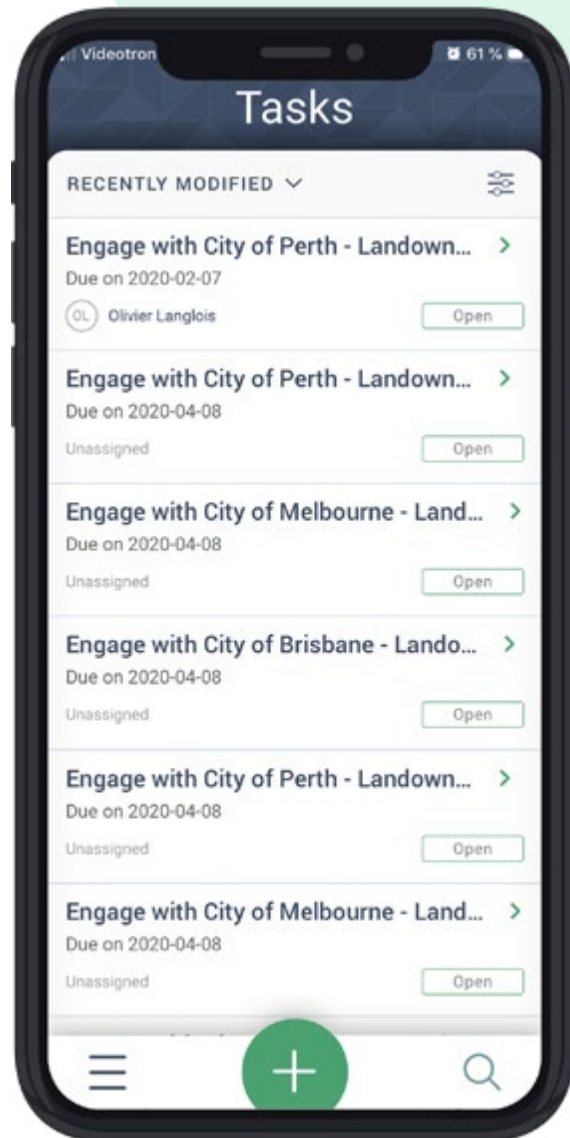 Videotron
61 %
Tasks
RECENTLY MODIFIED
Engage with City of Perth - Landown...
Due on 2020-02-07
OL Olivier Langlois
Open
Engage with City of Perth - Landown...
Due on 2020-04-08
Unassigned
Open
Engage with City of Melbourne - Land...
Due on 2020-04-08
Unassigned
Open
Engage with City of Brisbane - Lando...
Due on 2020-04-08
Unassigned
Open
Engage with City of Perth - Landown...
Due on 2020-04-08
Unassigned
Open
Engage with City of Melbourne - Land...
Due on 2020-04-08
Unassigned
Open